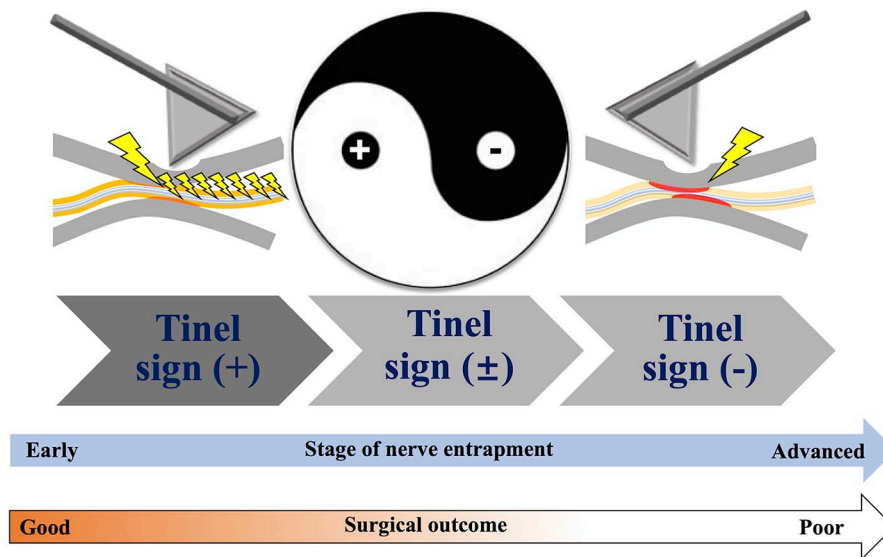 +
-
Tinel
sign (+)
Tinel
sign (±)
Tinel
sign (-)
Early
Stage of nerve entrapment
Advanced
Good
Surgical outcome
Poor